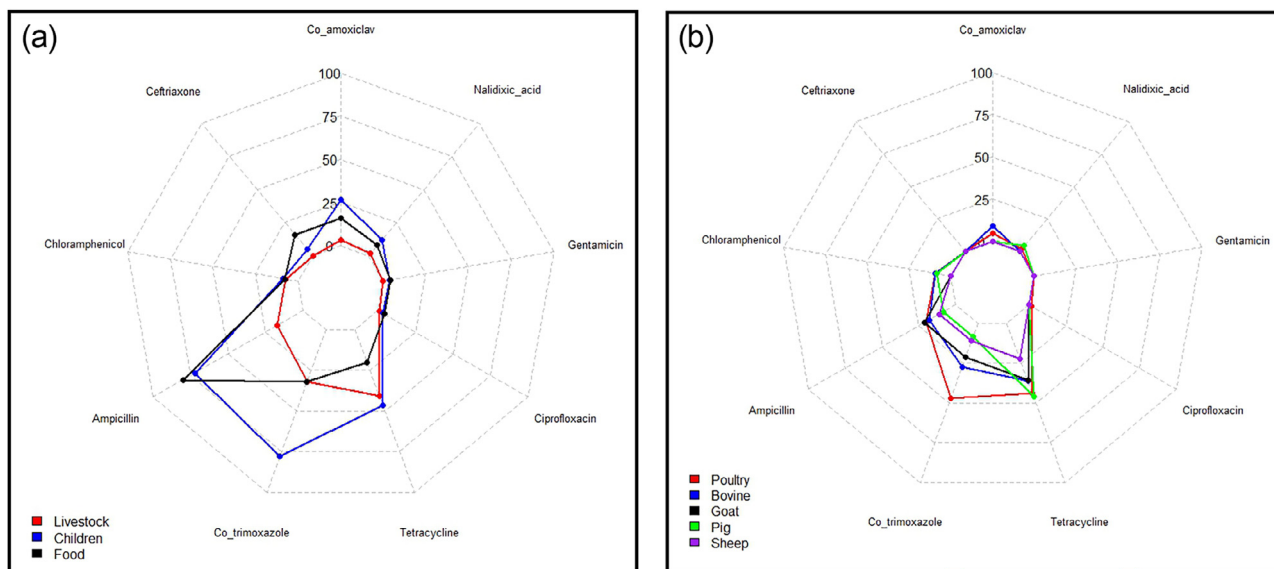 (a)
Co_amoxiclav
Nalidixic_acid
Gentamicin
Ciprofloxacin
Tetracycline
Co_trimoxazole
Ampicillin
Chloramphenicol
Ceftriaxone
100
75
50
25
0
Livestock
Children
Food
(b)
Co_amoxiclav
Nalidixic_acid
Gentamicin
Ciprofloxacin
Tetracycline
Co_trimoxazole
Ampicillin
Chloramphenicol
Ceftriaxone
100
75
50
25
0
Poultry
Bovine
Goat
Pig
Sheep